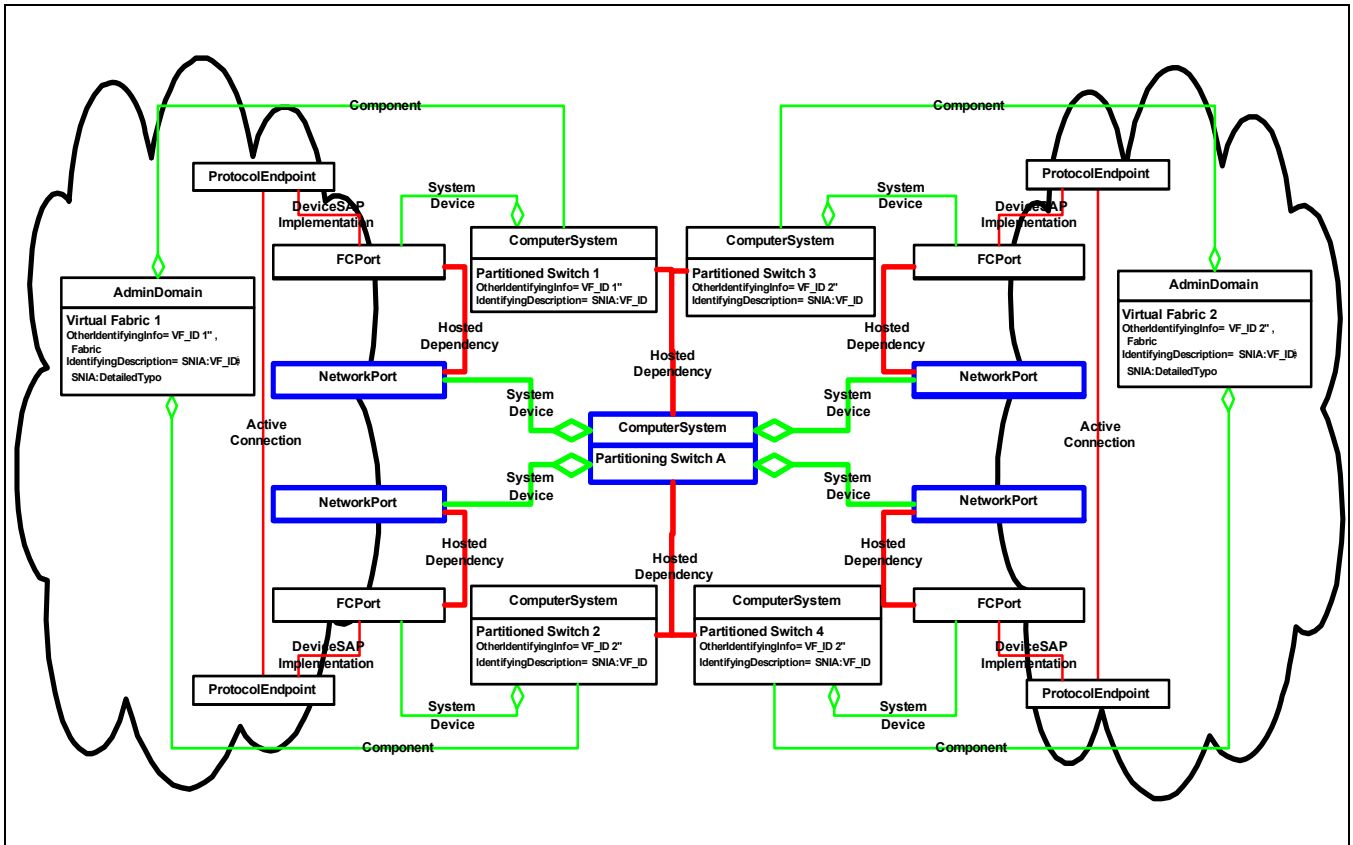 Component
Component
ProtocolEndpoint
ProtocolEndpoint
System
Device
System
Device
DeviceSAP
Implementation
DeviceSAP
Implementation
FCPort
ComputerSystem
Partitioned Switch 1
OtherIdentifyingInfo= VF_ID 1"
IdentifyingDescription= SNIA:VF_ID
ComputerSystem
Partitioned Switch 3
OtherIdentifyingInfo= VF_ID 2"
IdentifyingDescription= SNIA:VF_ID
FCPort
AdminDomain
Virtual Fabric 1
OtherIdentifyingInfo= VF_ID 1" ,
Fabric
IdentifyingDescription= SNIA:VF_ID
SNIA:DetailedTypo
AdminDomain
Virtual Fabric 2
OtherIdentifyingInfo= VF_ID 2" ,
Fabric
IdentifyingDescription= SNIA:VF_ID
SNIA:DetailedTypo
Hosted
Dependency
Hosted
Dependency
Hosted
Dependency
NetworkPort
NetworkPort
System
Device
System
Device
ComputerSystem
Partitioning Switch A
Active
Connection
Active
Connection
System
Device
System
Device
NetworkPort
NetworkPort
Hosted
Dependency
Hosted
Dependency
Hosted
Dependency
FCPort
ComputerSystem
Partitioned Switch 2
OtherIdentifyingInfo= VF_ID 2"
IdentifyingDescription= SNIA:VF_ID
ComputerSystem
Partitioned Switch 4
OtherIdentifyingInfo= VF_ID 2"
IdentifyingDescription= SNIA:VF_ID
FCPort
DeviceSAP
Implementation
DeviceSAP
Implementation
ProtocolEndpoint
ProtocolEndpoint
System
Device
System
Device
Component
Component